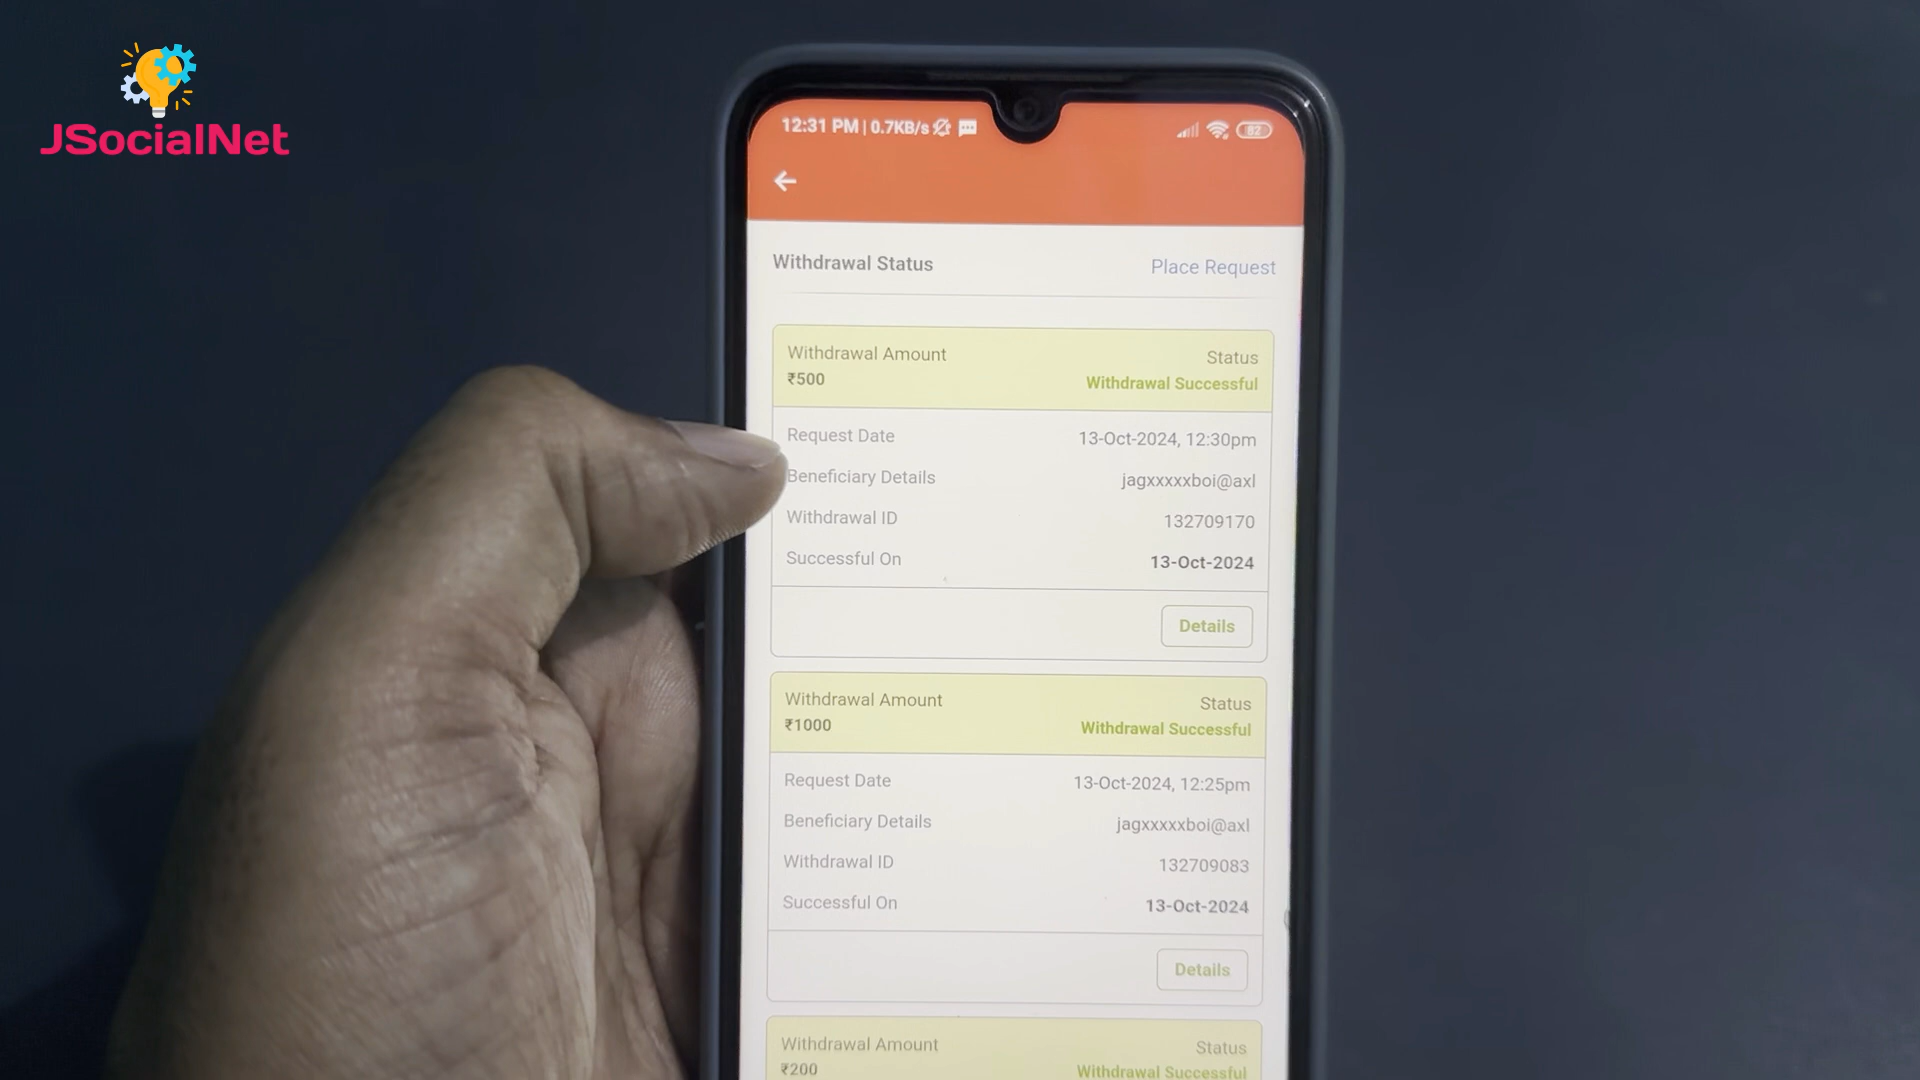 JSocialNet
12:31 PM | 0.7KB/s
82
Withdrawal Status Place Request
Withdrawal Amount Status
₹500 Withdrawal Successful
Request Date 13-Oct-2024, 12:30pm
Beneficiary Details jagxxxxxboi@axl
Withdrawal ID 132709170
Successful On 13-Oct-2024
Details
Withdrawal Amount Status
₹1000 Withdrawal Successful
Request Date 13-Oct-2024, 12:25pm
Beneficiary Details jagxxxxxboi@axl
Withdrawal ID 132709083
Successful On 13-Oct-2024
Details
Withdrawal Amount Status
₹200 Withdrawal Successful